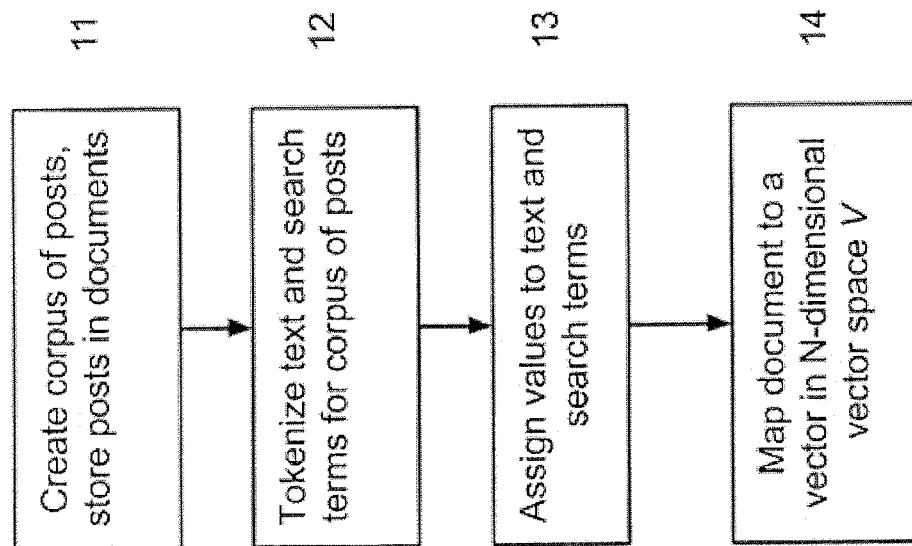 11
Create corpus of posts,
store posts in documents
12
Tokenize text and search
terms for corpus of posts
13
Assign values to text and
search terms
14
Map document to a
vector in N-dimensional
vector space V